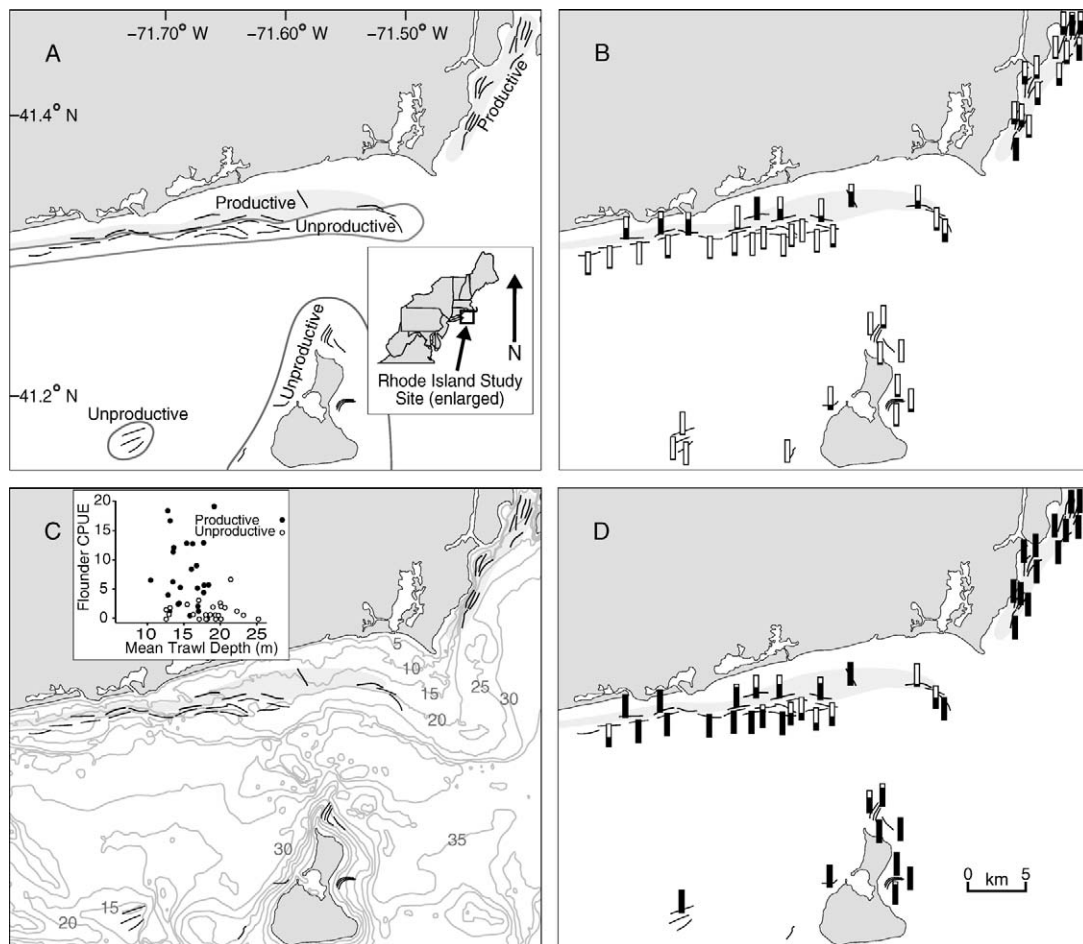 A
−71.70° W
−71.60° W
−71.50° W
−41.4° N
Productive
Productive
Unproductive
Unproductive
−41.2° N
Unproductive
N
Rhode Island Study
Site (enlarged)
B
C
20
15
10
5
0
Flounder CPUE
Productive
Unproductive
10 15 20 25
Mean Trawl Depth (m)
5
10
15
20
25
30
30
35
15
20
D
0 km 5